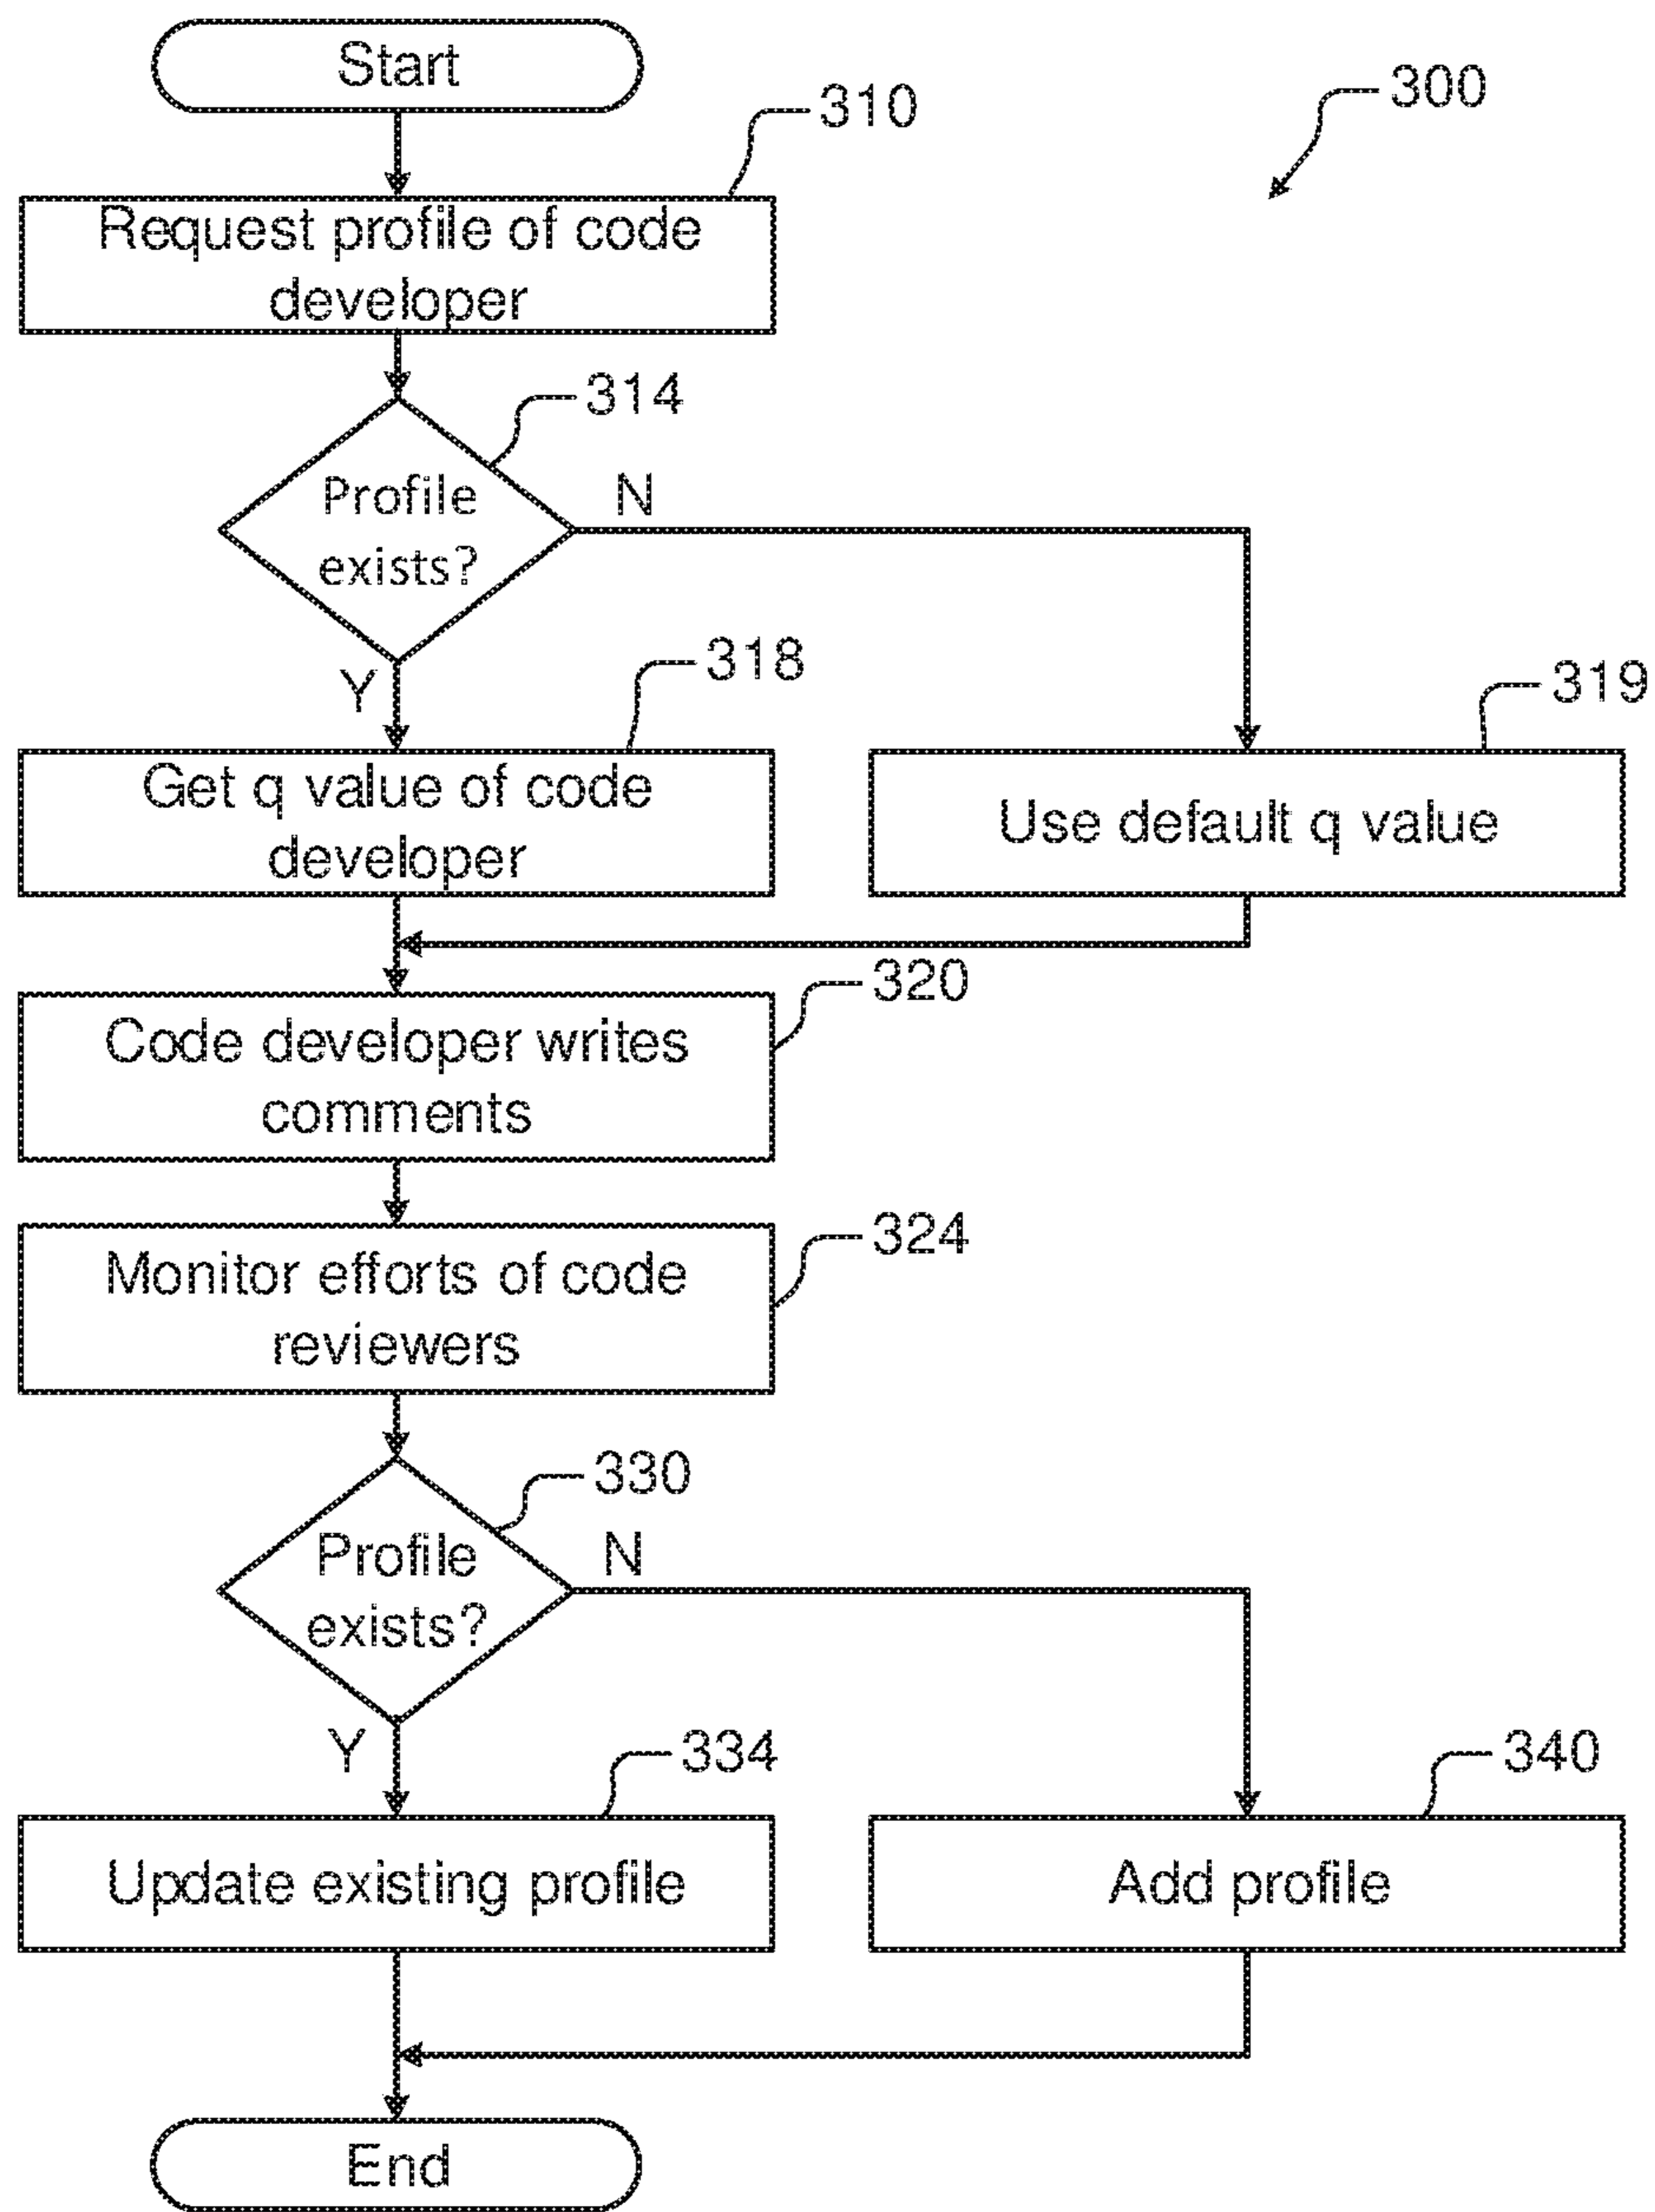 Start
310
300
Request profile of code
developer
314
Profile
exists?
N
Y
318
319
Get q value of code
developer
Use default q value
320
Code developer writes
comments
324
Monitor efforts of code
reviewers
330
Profile
exists?
N
Y
334
340
Update existing profile
Add profile
End